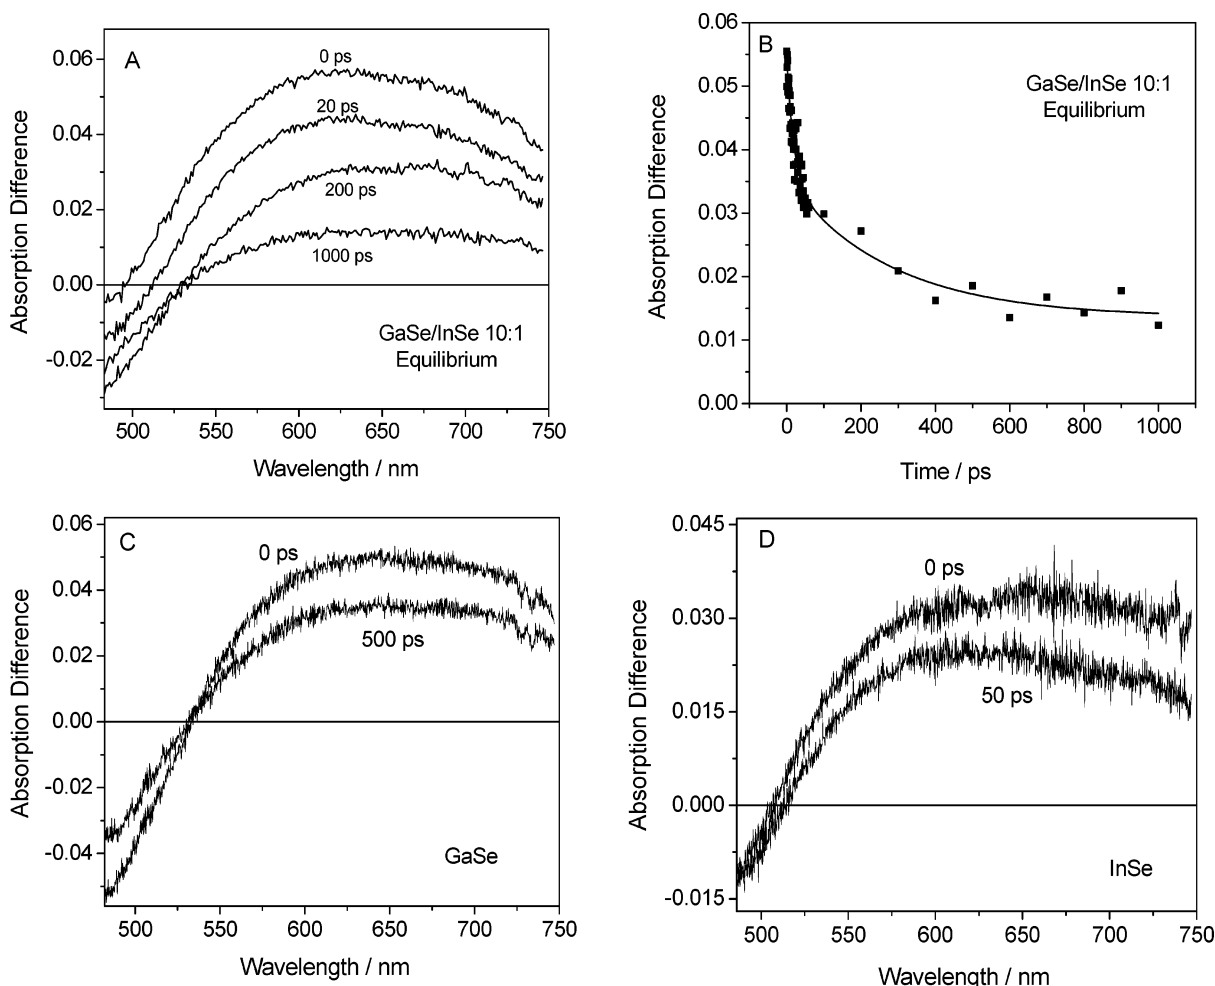 A
0 ps
20 ps
200 ps
1000 ps
GaSe/InSe 10:1
Equilibrium
0.06
0.04
0.02
0.00
-0.02
500
550
600
650
700
750
Absorption Difference
Wavelength / nm
B
GaSe/InSe 10:1
Equilibrium
0.06
0.05
0.04
0.03
0.02
0.01
0.00
0
200
400
600
800
1000
Absorption Difference
Time / ps
C
0 ps
500 ps
GaSe
0.06
0.04
0.02
0.00
-0.02
-0.04
500
550
600
650
700
750
Absorption Difference
Wavelength / nm
D
0 ps
50 ps
InSe
0.045
0.030
0.015
0.000
-0.015
500
550
600
650
700
750
Absorption Difference
Wavelength / nm